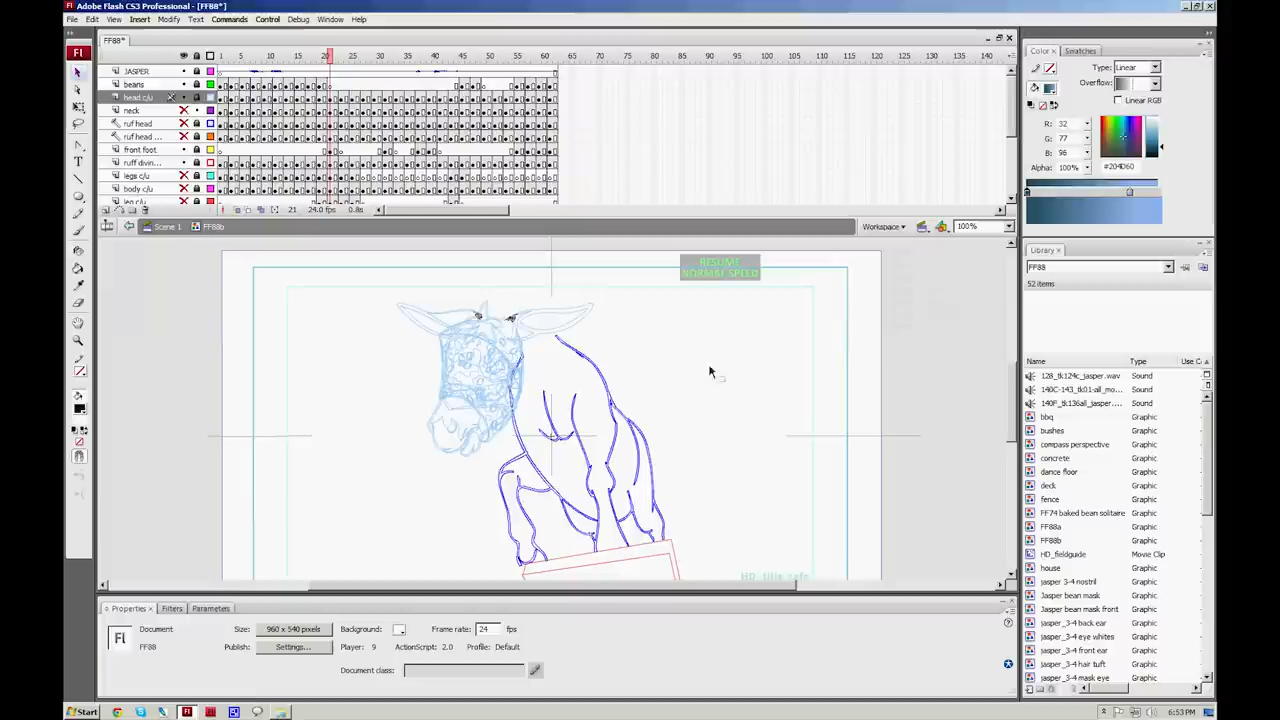 Adobe Flash CS3 Professional - [FF88*]
File Edit View Insert Modify Text Commands Control Debug Window Help
FF88*
1 5 10 15 20 25 30 35 40 45 50 55 60 65 70 75 80 85 90 95 100 105 110 115 120 125 130 135 140
JASPER
beans
head c/u
neck
ruf head
ruf head ...
front foot
ruff divin...
legs c/u
body c/u
leg c/u
21 24.0 fps 0.8s
Scene 1 FF88b
Workspace 100%
RESUME
NORMAL SPEED
HD title safe
Properties Filters Parameters
Document Size: 960 x 540 pixels Background: Frame rate: 24 fps
FF88 Publish: Settings... Player: 9 ActionScript: 2.0 Profile: Default
Document class:
Color Swatches
Type: Linear
Overflow:
Linear RGB
R: 32
G: 77
B: 96
Alpha: 100% #204D60
Library
FF88
52 items
Name Type Use C
128_tk124c_jasper.wav Sound
140C-143_tk01-all_mo... Sound
140F_tk136all_jasper.... Sound
bbq Graphic
bushes Graphic
compass perspective Graphic
concrete Graphic
dance floor Graphic
deck Graphic
fence Graphic
FF74 baked bean solitaire Graphic
FF88a Graphic
FF88b Graphic
HD_fieldguide Movie Clip
house Graphic
jasper 3-4 nostril Graphic
Jasper bean mask Graphic
Jasper bean mask front Graphic
jasper_3-4 back ear Graphic
jasper_3-4 eye whites Graphic
jasper_3-4 front ear Graphic
jasper_3-4 hair tuft Graphic
jasper_3-4 mask eye Graphic
Start
6:53 PM